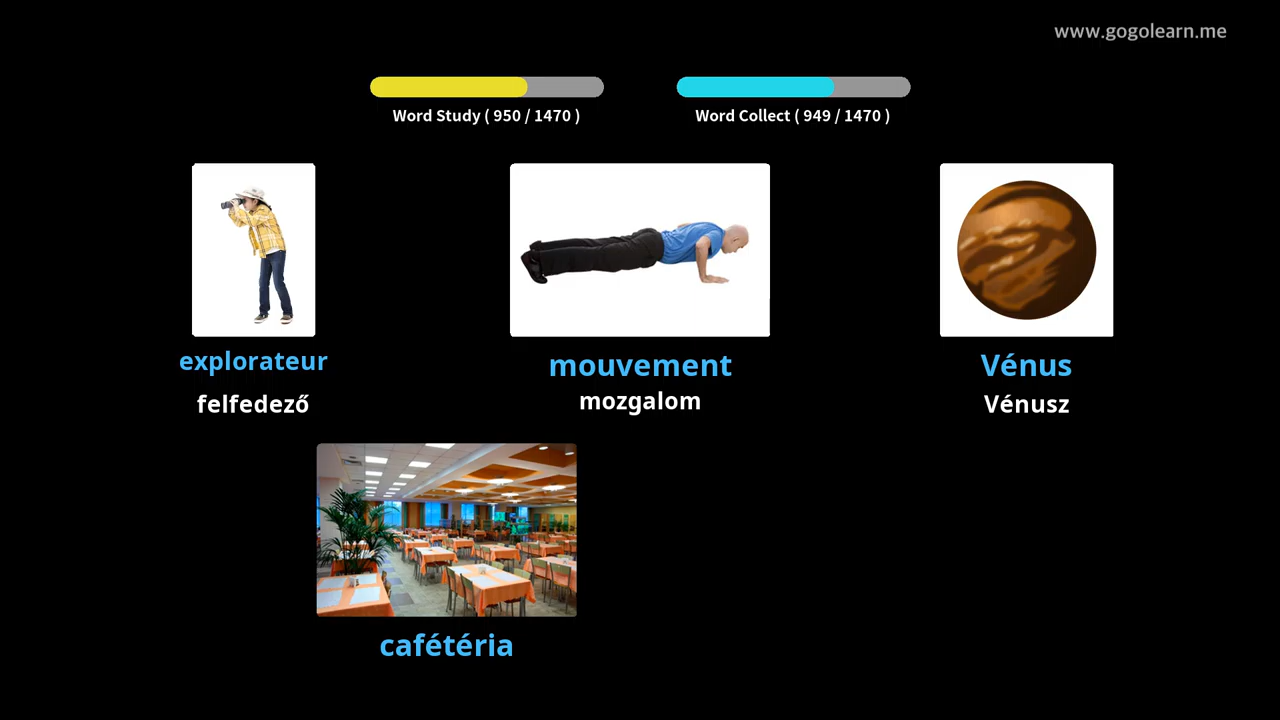 www.gogolearn.me
Word Study ( 950 / 1470 )
Word Collect ( 949 / 1470 )
explorateur
felfedező
mouvement
mozgalom
Vénus
Vénusz
cafétéria